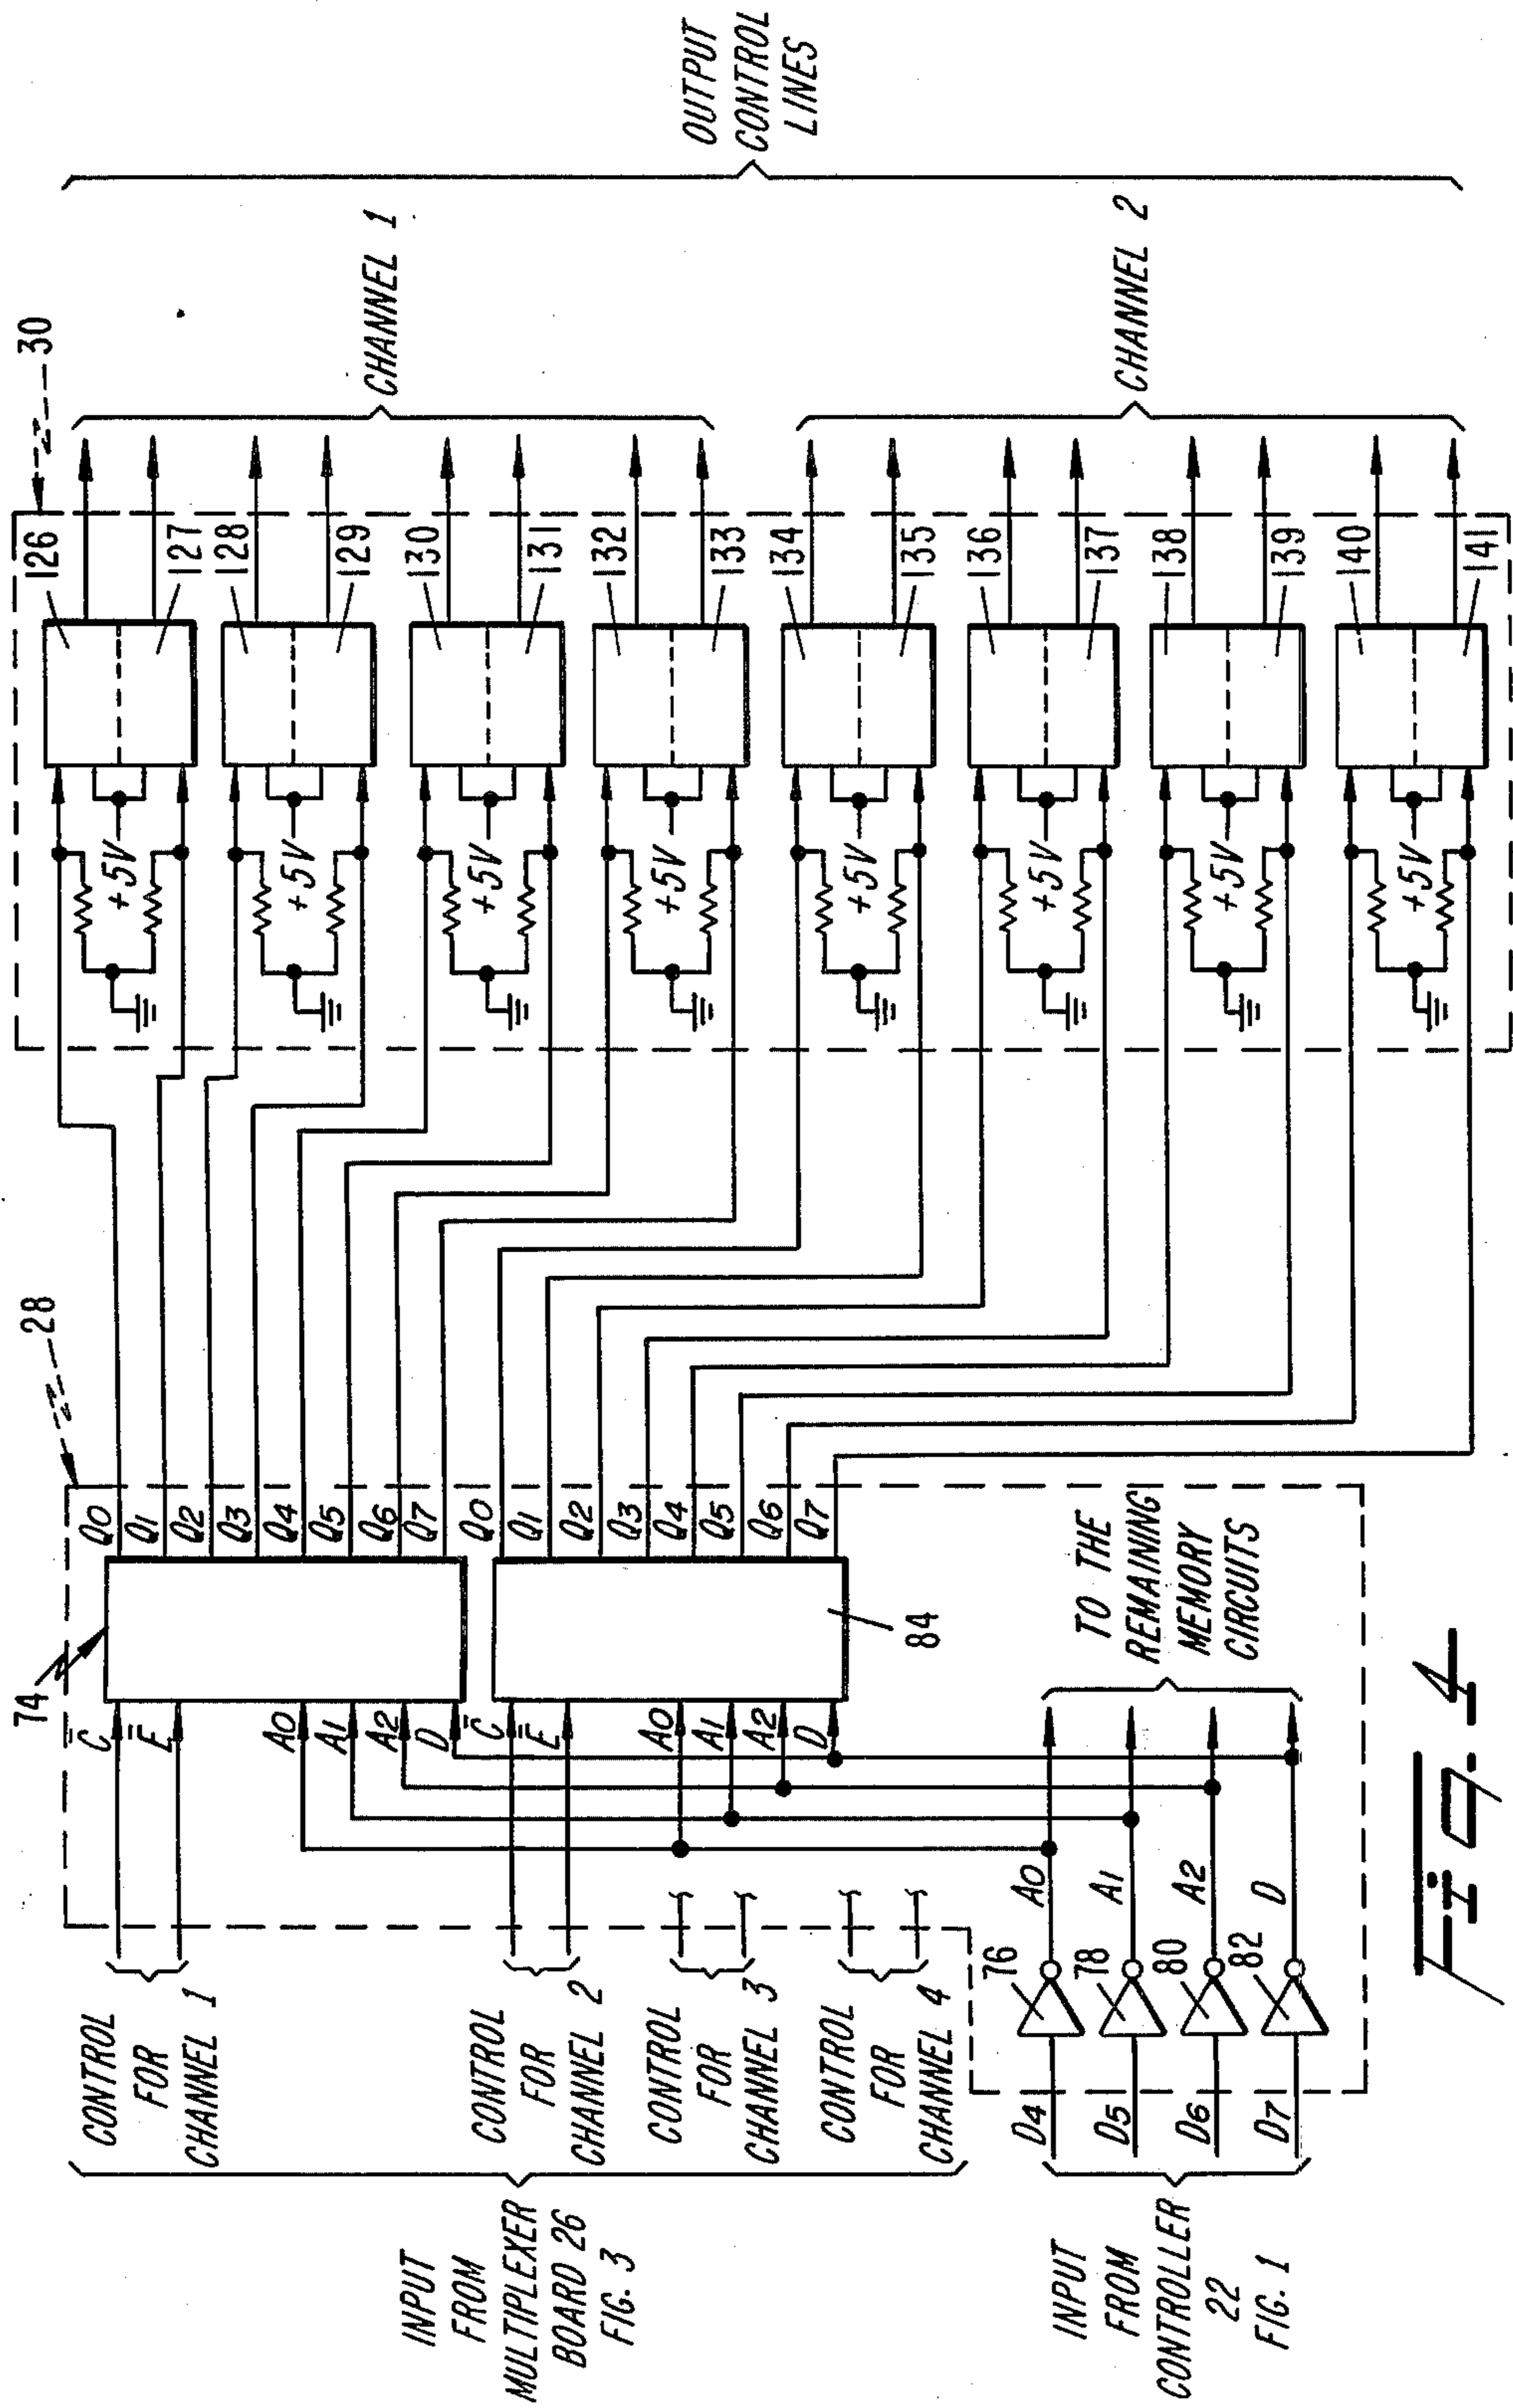 INPUT
FROM
MULTIPLEXER
BOARD 26
FIG. 3
CONTROL
FOR
CHANNEL 1
CONTROL
FOR
CHANNEL 2
CONTROL
FOR
CHANNEL 3
CONTROL
FOR
CHANNEL 4
INPUT
FROM
CONTROLLER
22
FIG. 1
D4
D5
D6
D7
76
78
80
82
A0
A1
A2
D
TO THE
REMAINING
MEMORY
CIRCUITS
28
74
C̅
E̅
A0
A1
A2
D
Q0
Q1
Q2
Q3
Q4
Q5
Q6
Q7
84
C̅
E̅
A0
A1
A2
D
Q0
Q1
Q2
Q3
Q4
Q5
Q6
Q7
30
+5V
+5V
+5V
+5V
+5V
+5V
+5V
+5V
126
127
128
129
130
131
132
133
134
135
136
137
138
139
140
141
CHANNEL 1
CHANNEL 2
OUTPUT
CONTROL
LINES
Fig. 4